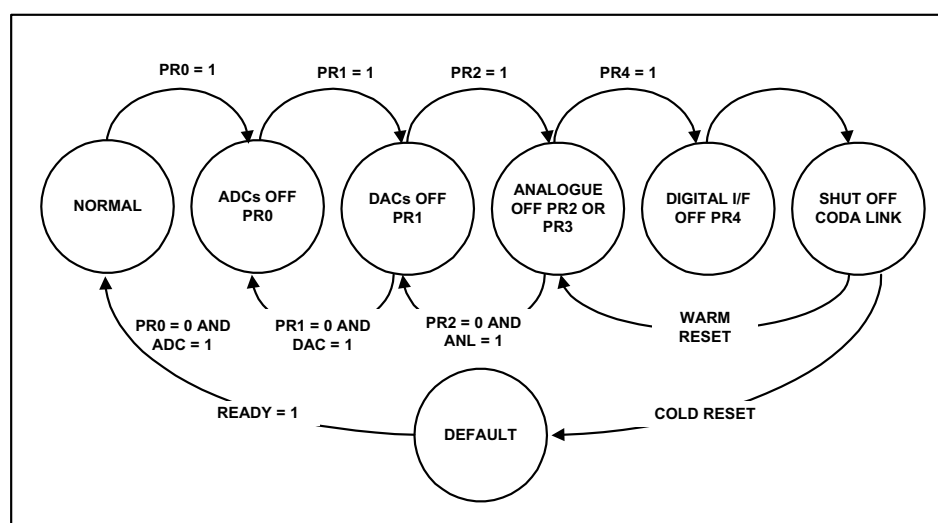 PR0 = 1
PR1 = 1
PR2 = 1
PR4 = 1
NORMAL
ADCs OFF
PR0
DACs OFF
PR1
ANALOGUE
OFF PR2 OR
PR3
DIGITAL I/F
OFF PR4
SHUT OFF
CODA LINK
PR0 = 0 AND
ADC = 1
PR1 = 0 AND
DAC = 1
PR2 = 0 AND
ANL = 1
WARM
RESET
READY = 1
DEFAULT
COLD RESET